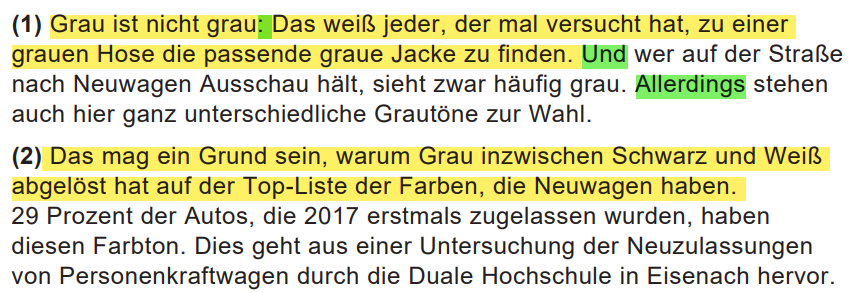 (1) Grau ist nicht grau: Das weiß jeder, der mal versucht hat, zu einer
grauen Hose die passende graue Jacke zu finden. Und wer auf der Straße
nach Neuwagen Ausschau hält, sieht zwar häufig grau. Allerdings stehen
auch hier ganz unterschiedliche Grautöne zur Wahl.
(2) Das mag ein Grund sein, warum Grau inzwischen Schwarz und Weiß
abgelöst hat auf der Top-Liste der Farben, die Neuwagen haben.
29 Prozent der Autos, die 2017 erstmals zugelassen wurden, haben
diesen Farbton. Dies geht aus einer Untersuchung der Neuzulassungen
von Personenkraftwagen durch die Duale Hochschule in Eisenach hervor.